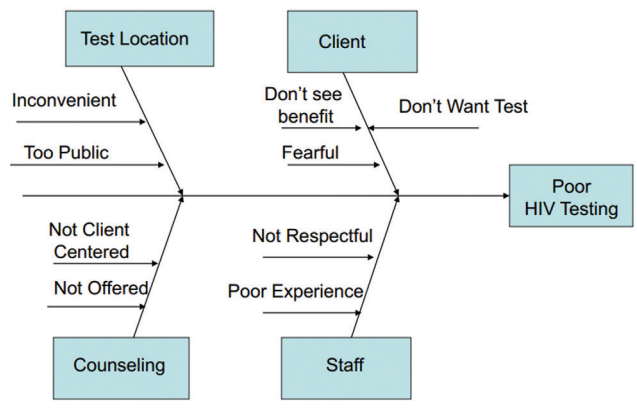 Test Location
Client
Inconvenient
Don't see
benefit
Don't Want Test
Too Public
Fearful
Poor
HIV Testing
Not Client
Centered
Not Respectful
Not Offered
Poor Experience
Counseling
Staff